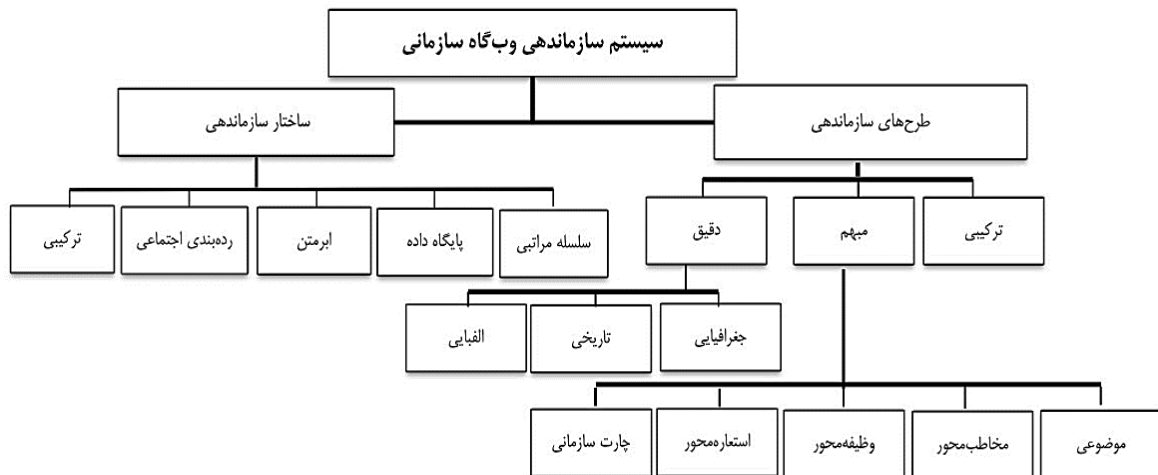 سیستم سازماندهی وب‌گاه سازمانی
طرح‌های سازماندهی
ساختار سازماندهی
ترکیبی
مبهم
دقیق
سلسله مراتبی
پایگاه داده
ابرمتن
رده‌بندی اجتماعی
ترکیبی
جغرافیایی
تاریخی
الفبایی
موضوعی
مخاطب‌محور
وظیفه‌محور
استعاره‌محور
چارت سازمانی